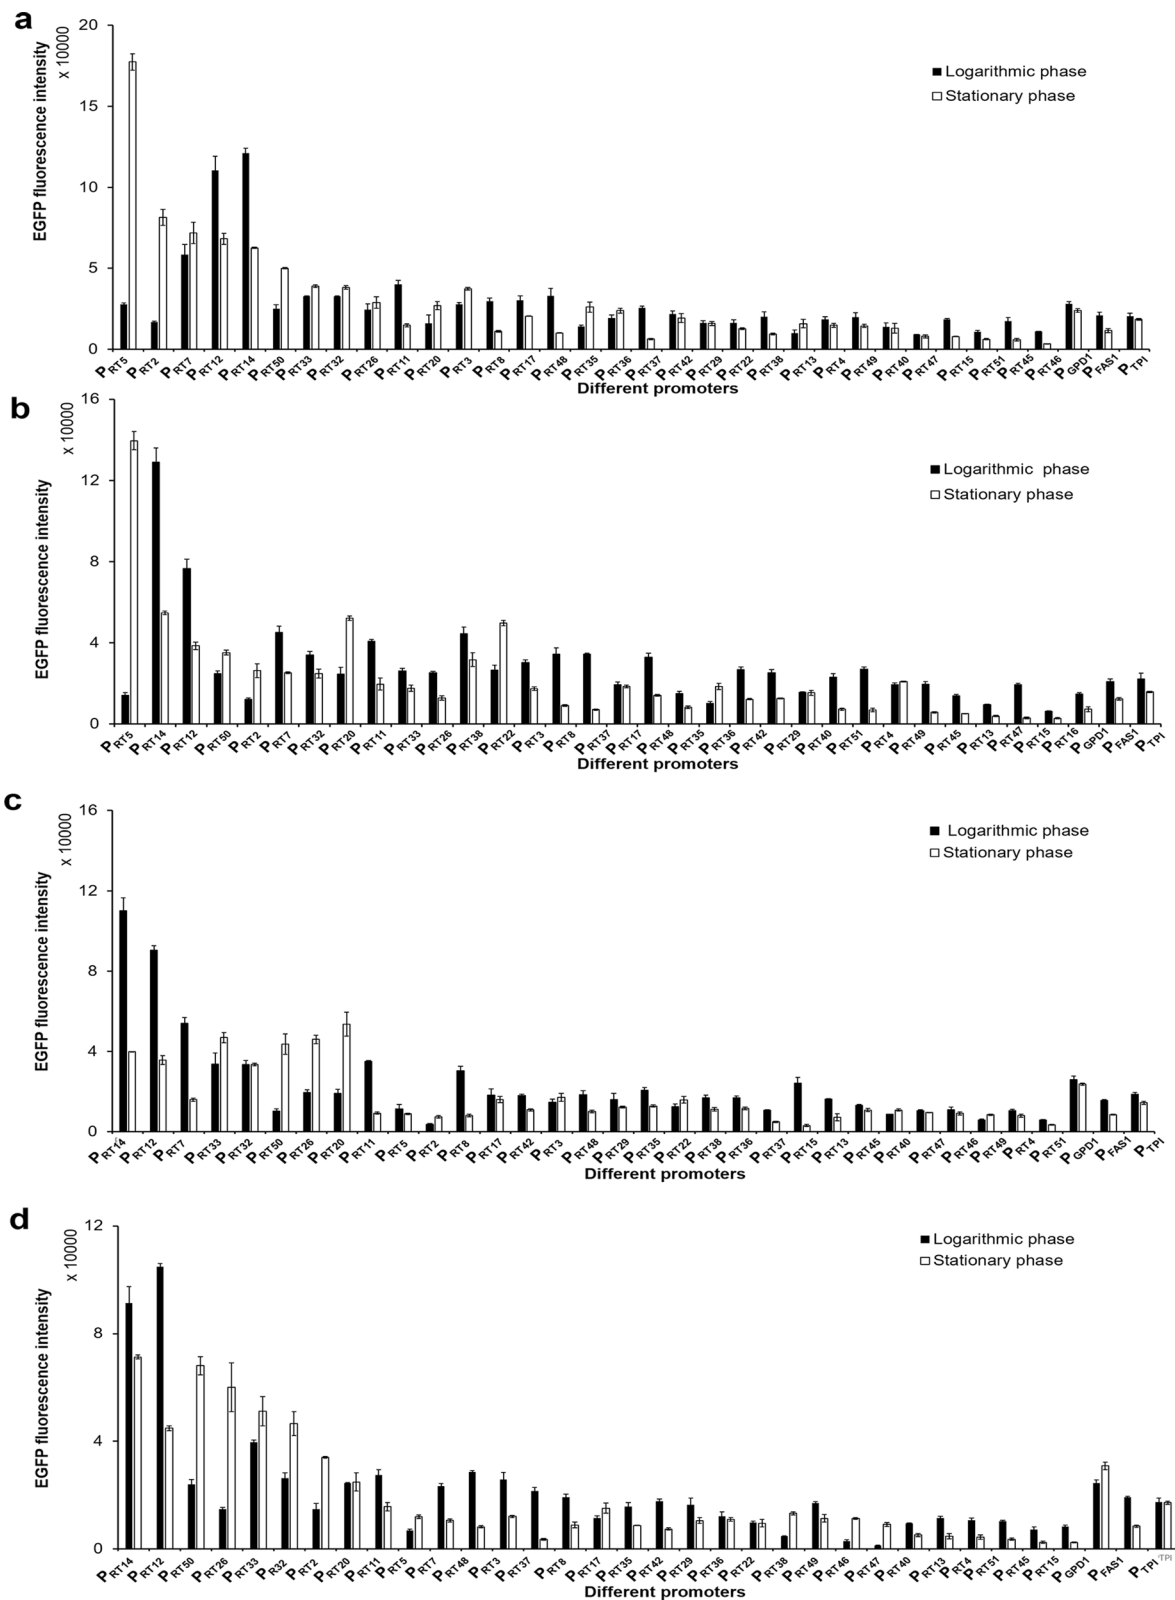 a
EGFP fluorescence intensity
x 10000
20
15
10
5
0
Logarithmic phase
Stationary phase
PRT5 PRT2 PRT7 PRT12 PRT14 PRT50 PRT33 PRT32 PRT26 PRT11 PRT20 PRT3 PRT8 PRT17 PRT48 PRT35 PRT36 PRT37 PRT42 PRT29 PRT22 PRT38 PRT13 PRT4 PRT49 PRT40 PRT47 PRT15 PRT51 PRT45 PRT46 PGPD1 PFAS1 PTPI
Different promoters
b
EGFP fluorescence intensity
x 10000
16
12
8
4
0
Logarithmic phase
Stationary phase
PRT5 PRT14 PRT12 PRT50 PRT2 PRT7 PRT32 PRT20 PRT11 PRT33 PRT26 PRT38 PRT22 PRT3 PRT8 PRT37 PRT17 PRT48 PRT35 PRT36 PRT42 PRT29 PRT40 PRT51 PRT4 PRT49 PRT45 PRT13 PRT47 PRT15 PRT16 PGPD1 PFAS1 PTPI
Different promoters
c
EGFP fluorescence intensity
x 10000
16
12
8
4
0
Logarithmic phase
Stationary phase
PRT14 PRT12 PRT7 PRT33 PRT32 PRT50 PRT26 PRT20 PRT11 PRT5 PRT2 PRT8 PRT17 PRT42 PRT3 PRT48 PRT29 PRT35 PRT22 PRT38 PRT36 PRT37 PRT15 PRT13 PRT45 PRT40 PRT47 PRT46 PRT49 PRT4 PRT51 PGPD1 PFAS1 PTPI
Different promoters
d
EGFP fluorescence intensity
x 10000
12
8
4
0
Logarithmic phase
Stationary phase
PRT14 PRT12 PRT50 PRT26 PRT33 PR32 PRT2 PRT20 PRT11 PRT5 PRT7 PRT48 PRT3 PRT37 PRT8 PRT17 PRT35 PRT42 PRT29 PRT36 PRT22 PRT38 PRT49 PRT46 PRT47 PRT40 PRT13 PRT4 PRT51 PRT45 PRT15 PGPD1 PFAS1 PTPI TPI
Different promoters